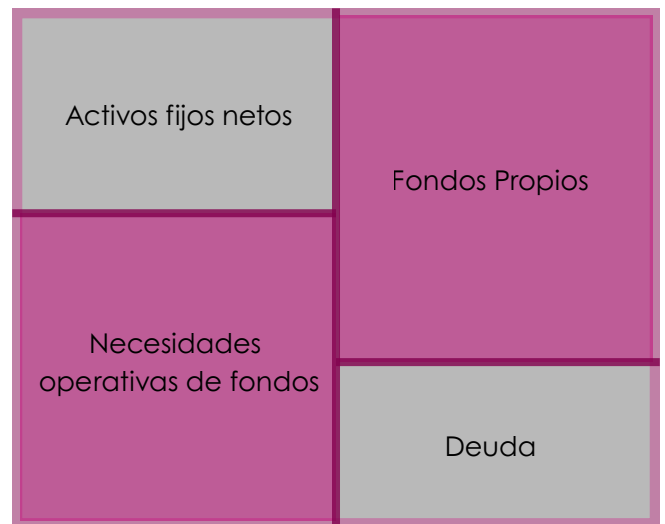 Activos fijos netos
Fondos Propios
Necesidades
operativas de fondos
Deuda